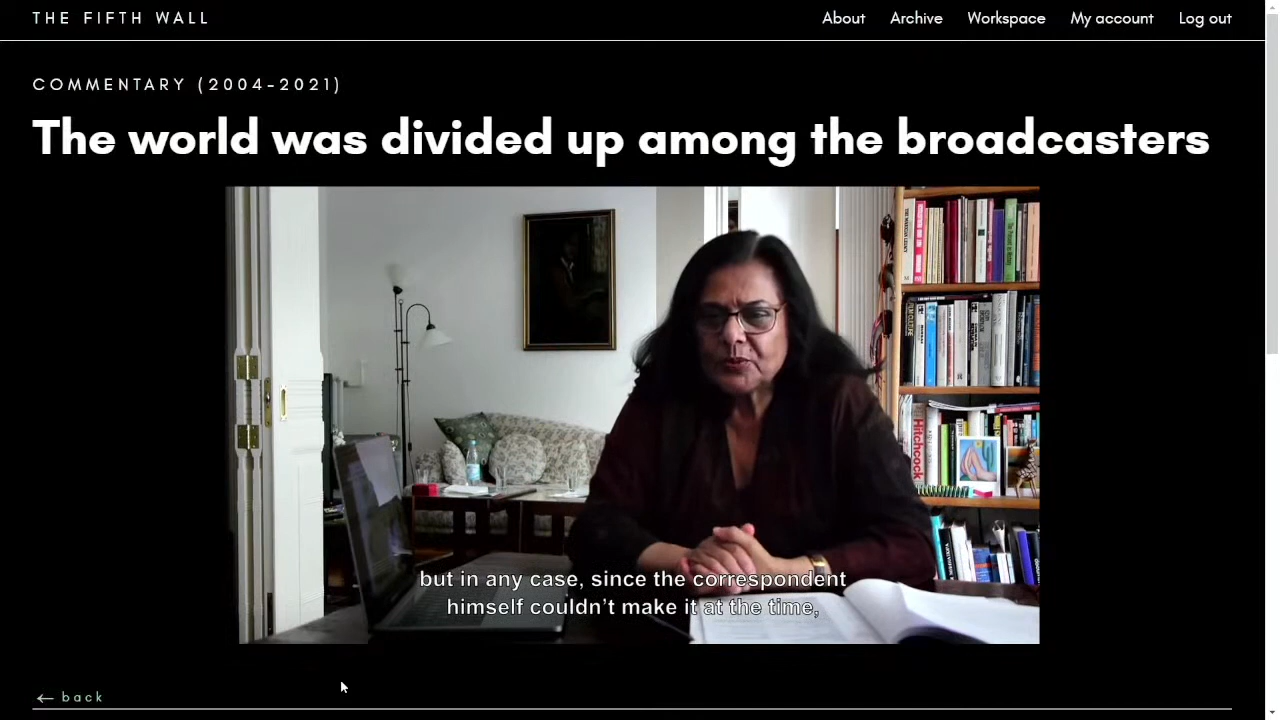 THE FIFTH WALL
About Archive Workspace My account Log out
COMMENTARY (2004-2021)
The world was divided up among the broadcasters
Hitchcock
but in any case, since the correspondent
himself couldn't make it at the time,
← back